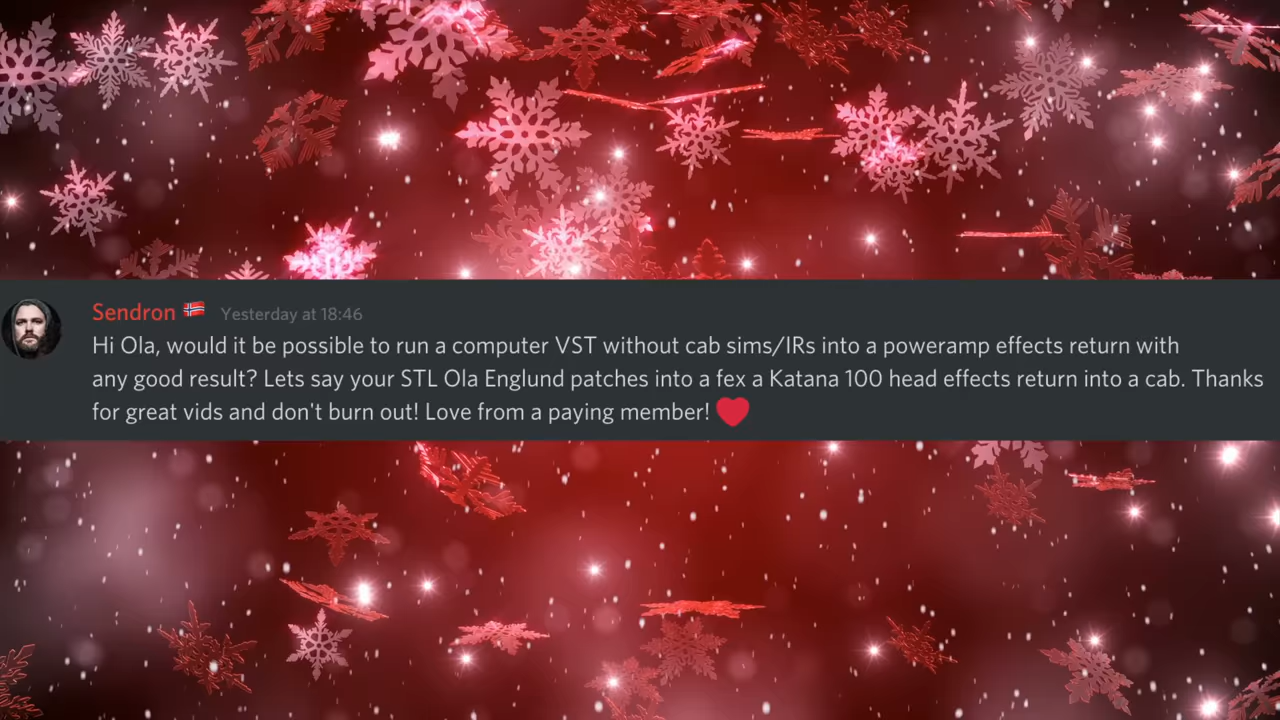 Sendron 🇳🇴 Yesterday at 18:46
Hi Ola, would it be possible to run a computer VST without cab sims/IRs into a poweramp effects return with
any good result? Lets say your STL Ola Englund patches into a fex a Katana 100 head effects return into a cab. Thanks
for great vids and don't burn out! Love from a paying member! ❤️